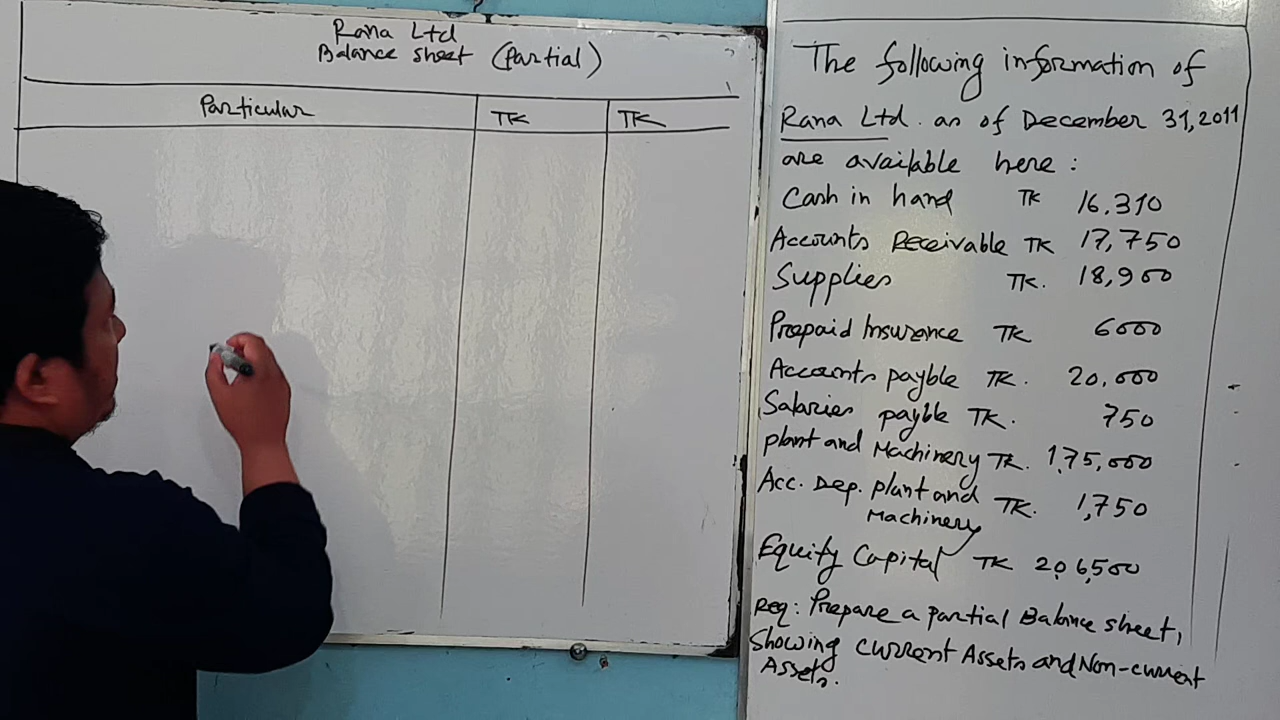 Rana Ltd
Balance sheet (Partial)
Particular TK TK
The following information of
Rana Ltd. as of December 31,2011
are available here:
Cash in hand TK 16,310
Accounts Receivable TK 17,750
Supplies TK. 18,900
Prepaid Insurance TK 6000
Accounts payble TK. 20,000
Salaries payble TK. 750
plant and Machinery TK. 1,75,000
Acc. Dep. plant and Machinery TK. 1,750
Equity Capital TK 2,06,500
Req: Prepare a partial Balance sheet,
showing current Assets and Non-current
Assets.